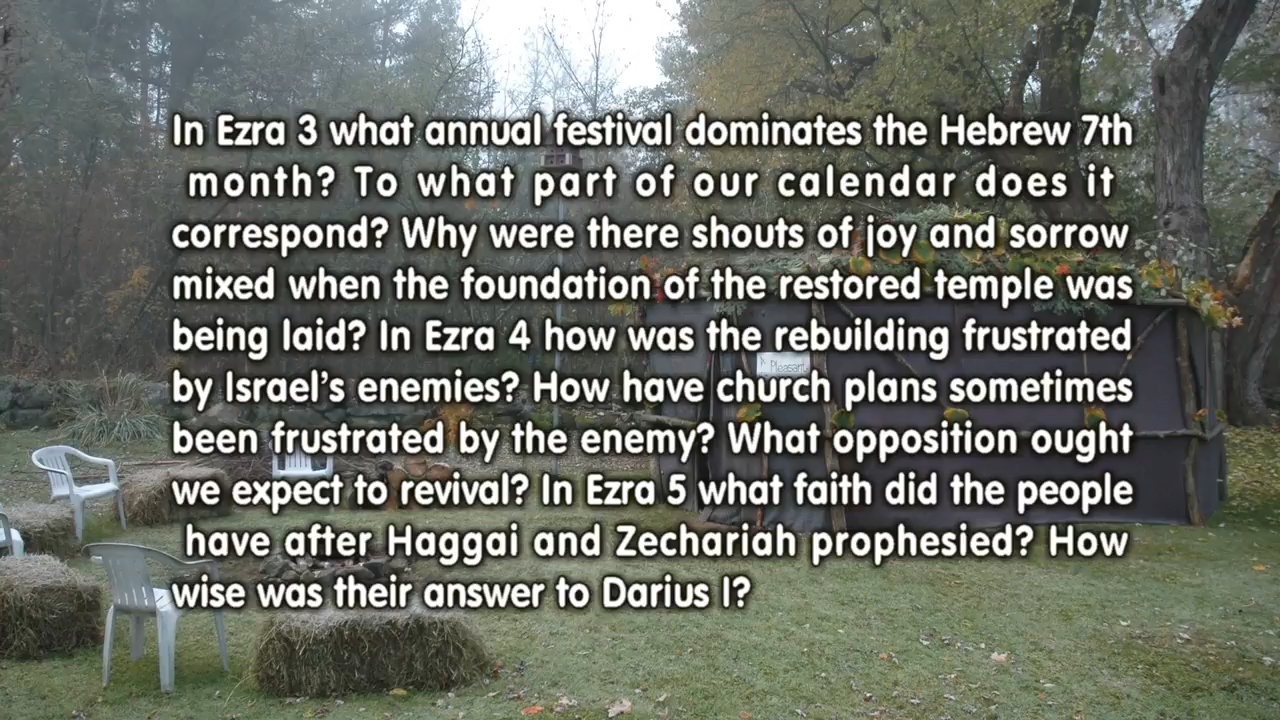 In Ezra 3 what annual festival dominates the Hebrew 7th
month? To what part of our calendar does it
correspond? Why were there shouts of joy and sorrow
mixed when the foundation of the restored temple was
being laid? In Ezra 4 how was the rebuilding frustrated
by Israel's enemies? How have church plans sometimes
been frustrated by the enemy? What opposition ought
we expect to revival? In Ezra 5 what faith did the people
have after Haggai and Zechariah prophesied? How
wise was their answer to Darius I?
Pleasant